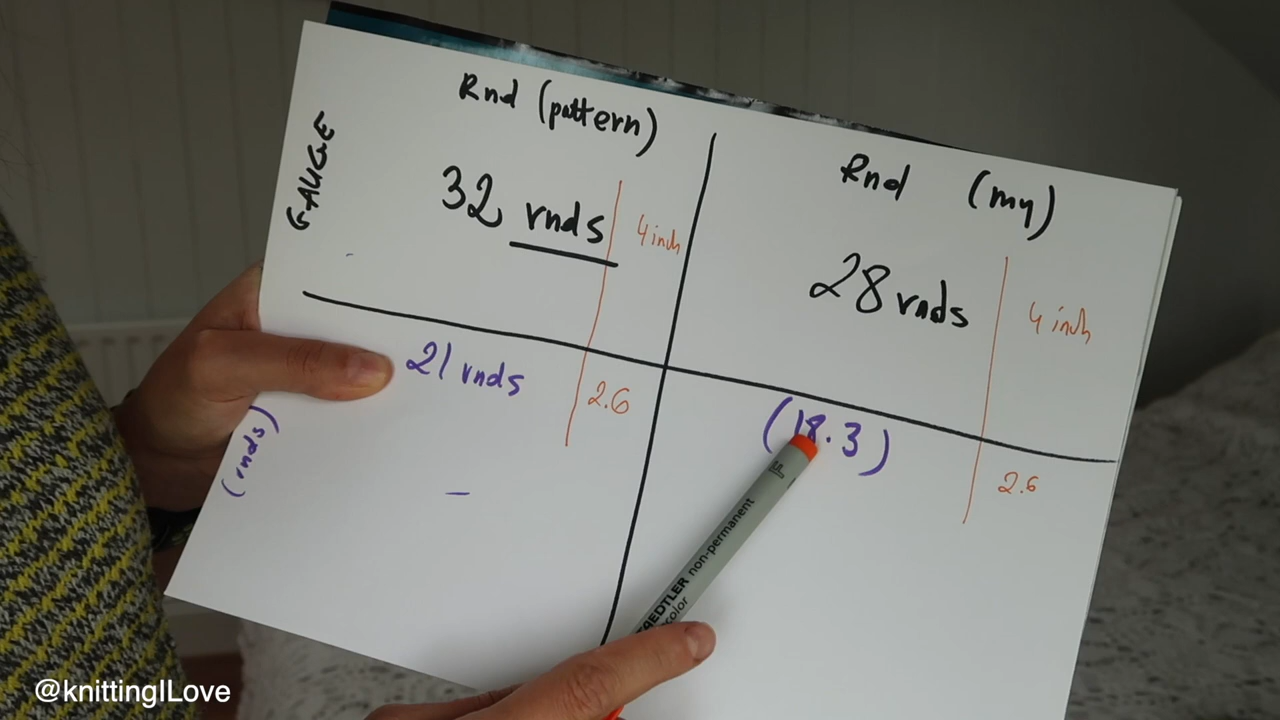 Rnd (pattern)
Rnd (my)
GAUGE
32 rnds
4 inch
28 rnds
4 inch
21 rnds
2.6
(18.3)
2.6
(rnds)
STAEDTLER non-permanent
color
F
@knittingILove